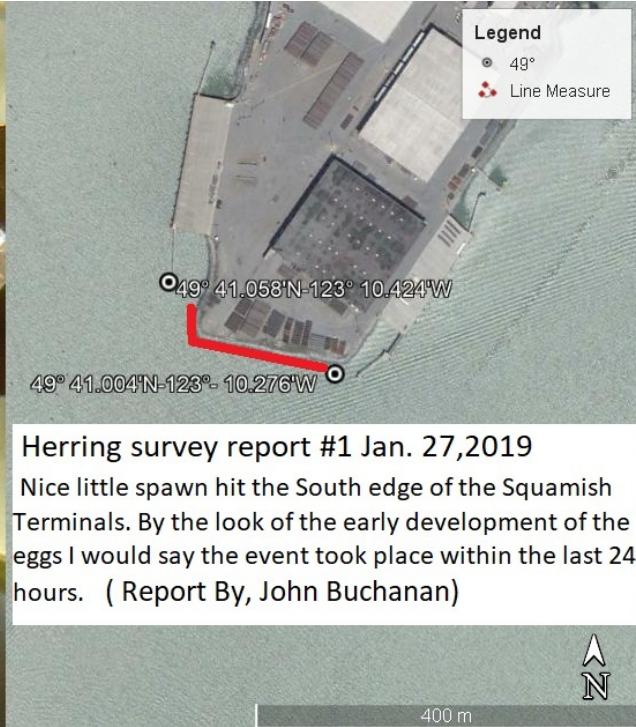 Legend
49°
Line Measure
49° 41.058'N-123° 10.424'W
49° 41.004'N-123°- 10.276'W
Herring survey report #1 Jan. 27,2019
Nice little spawn hit the South edge of the Squamish
Terminals. By the look of the early development of the
eggs I would say the event took place within the last 24
hours. ( Report By, John Buchanan)
N
400 m